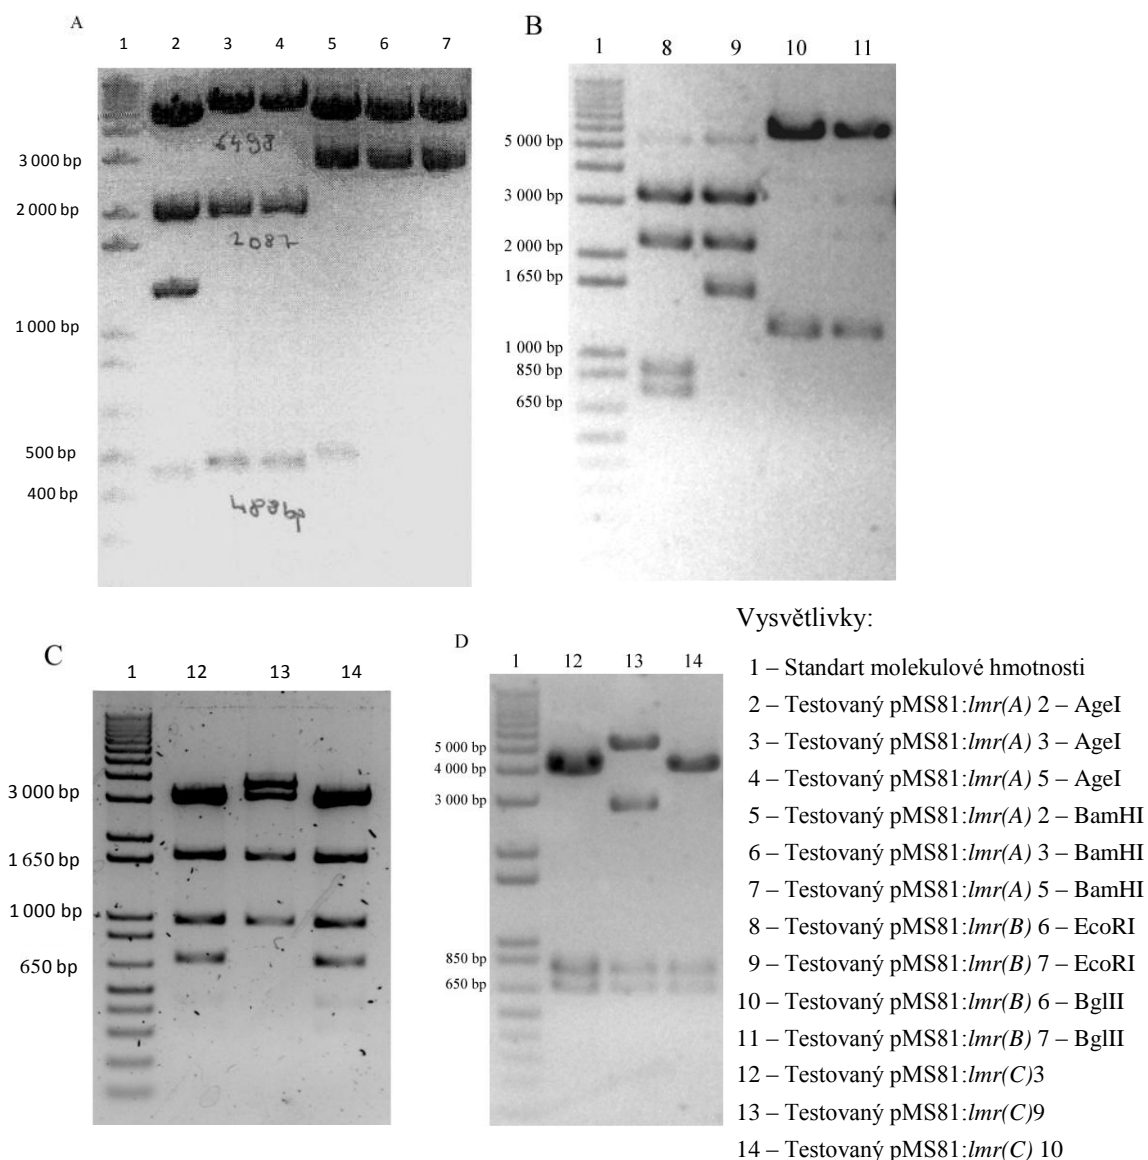 A
1 2 3 4 5 6 7
3 000 bp
2 000 bp
1 000 bp
500 bp
400 bp
6498
2087
488bp
B
1 8 9 10 11
5 000 bp
3 000 bp
2 000 bp
1 650 bp
1 000 bp
850 bp
650 bp
C
1 12 13 14
3 000 bp
1 650 bp
1 000 bp
650 bp
D
1 12 13 14
5 000 bp
4 000 bp
3 000 bp
850 bp
650 bp
Vysvětlivky:
1 – Standart molekulové hmotnosti
2 – Testovaný pMS81:lmr(A) 2 – AgeI
3 – Testovaný pMS81:lmr(A) 3 – AgeI
4 – Testovaný pMS81:lmr(A) 5 – AgeI
5 – Testovaný pMS81:lmr(A) 2 – BamHI
6 – Testovaný pMS81:lmr(A) 3 – BamHI
7 – Testovaný pMS81:lmr(A) 5 – BamHI
8 – Testovaný pMS81:lmr(B) 6 – EcoRI
9 – Testovaný pMS81:lmr(B) 7 – EcoRI
10 – Testovaný pMS81:lmr(B) 6 – BglII
11 – Testovaný pMS81:lmr(B) 7 – BglII
12 – Testovaný pMS81:lmr(C)3
13 – Testovaný pMS81:lmr(C)9
14 – Testovaný pMS81:lmr(C) 10